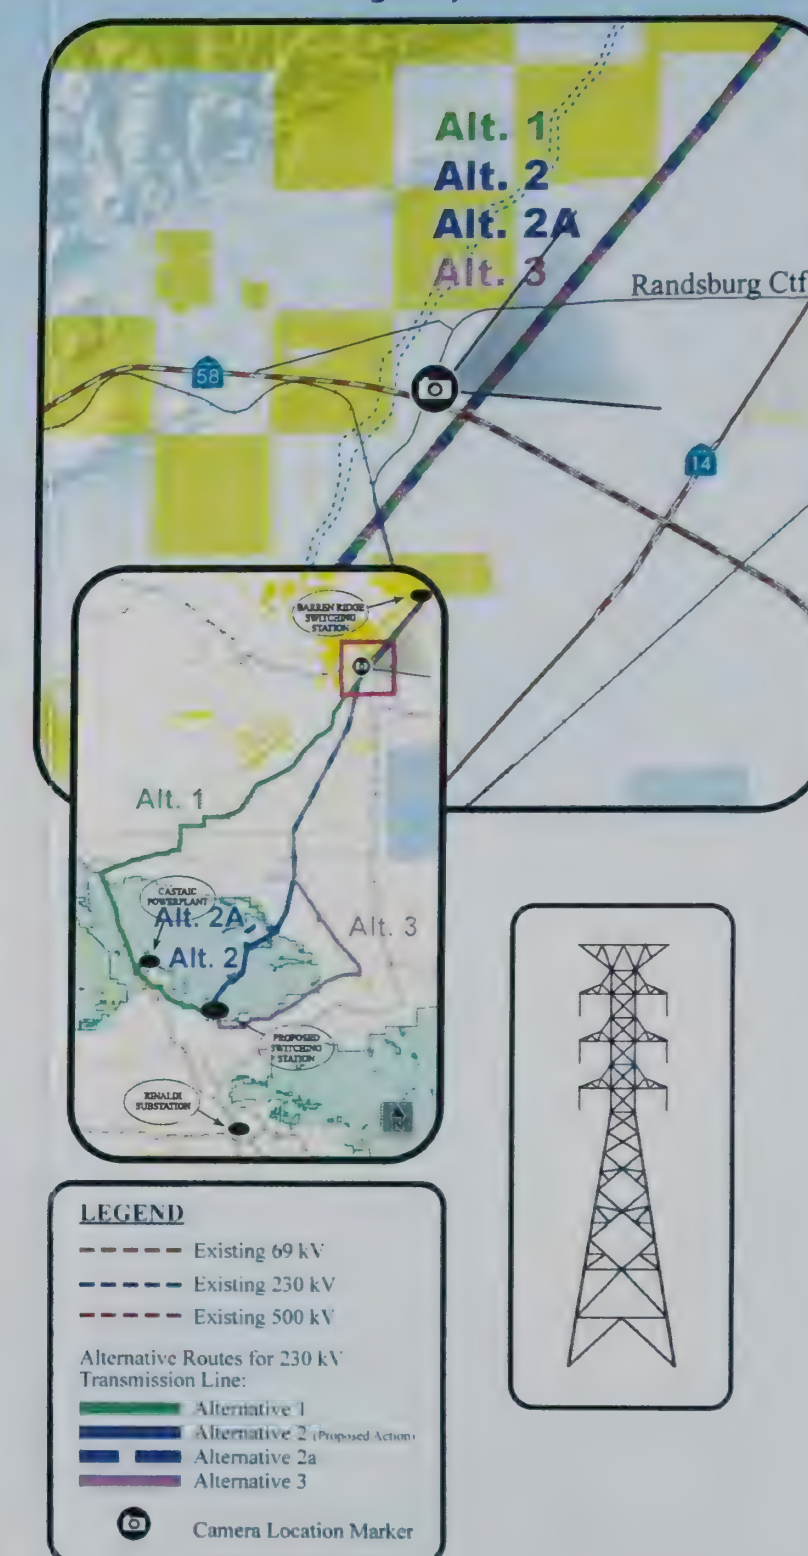 Alt. 1
Alt. 2
Alt. 2A
Alt. 3
Randsburg Ctf
58
14
BARREN RIDGE
SWITCHING
STATION
Alt. 1
CASTAIC
POWERPLANT
Alt. 2A
Alt. 2
Alt. 3
PROPOSED
SWITCHING
STATION
RINALDI
SUBSTATION
N
LEGEND
Existing 69 kV
Existing 230 kV
Existing 500 kV
Alternative Routes for 230 kV
Transmission Line:
Alternative 1
Alternative 2 (Proposed Action)
Alternative 2a
Alternative 3
Camera Location Marker